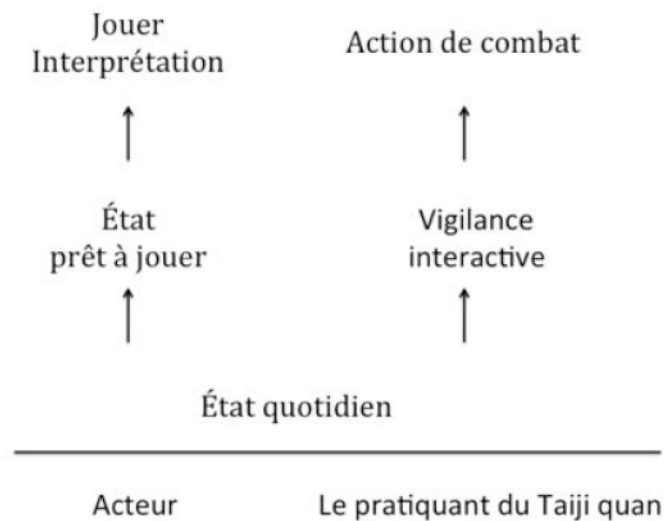 Jouer
Interprétation
Action de combat
État
prêt à jouer
Vigilance
interactive
État quotidien
Acteur
Le pratiquant du Taiji quan